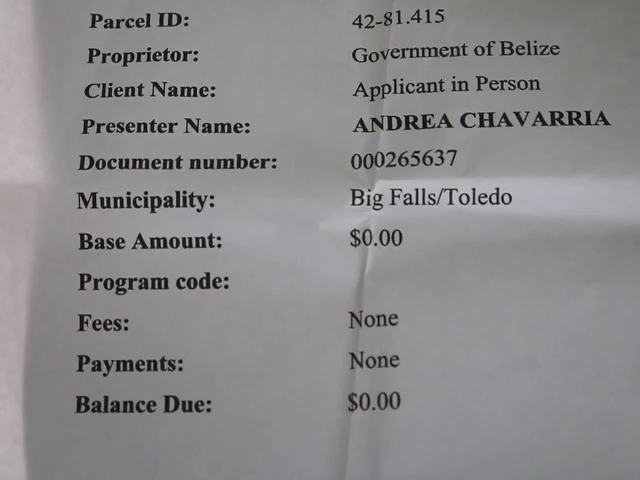 Parcel ID: 42-81.415
Proprietor: Government of Belize
Client Name: Applicant in Person
Presenter Name: ANDREA CHAVARRIA
Document number: 000265637
Municipality: Big Falls/Toledo
Base Amount: $0.00
Program code:
Fees: None
Payments: None
Balance Due: $0.00